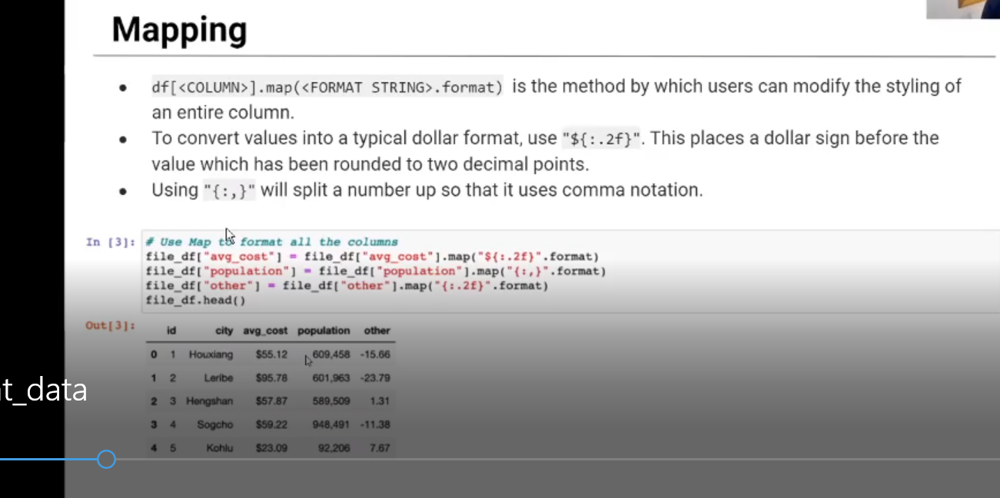 Mapping
df[<COLUMN>].map(<FORMAT STRING>.format) is the method by which users can modify the styling of
an entire column.
To convert values into a typical dollar format, use "${:.2f}". This places a dollar sign before the
value which has been rounded to two decimal points.
Using "{:,}" will split a number up so that it uses comma notation.
In [3]: # Use Map to format all the columns
file_df["avg_cost"] = file_df["avg_cost"].map("${:.2f}".format)
file_df["population"] = file_df["population"].map("{:,}".format)
file_df["other"] = file_df["other"].map("{:.2f}".format)
file_df.head()
Out[3]:
id city avg_cost population other
0 1 Houxiang $55.12 609,458 -15.66
1 2 Leribe $95.78 601,963 -23.79
t_data
2 3 Hengshan $57.87 589,509 1.31
3 4 Sogcho $59.22 948,491 -11.38
4 5 Kohlu $23.09 92,206 7.67